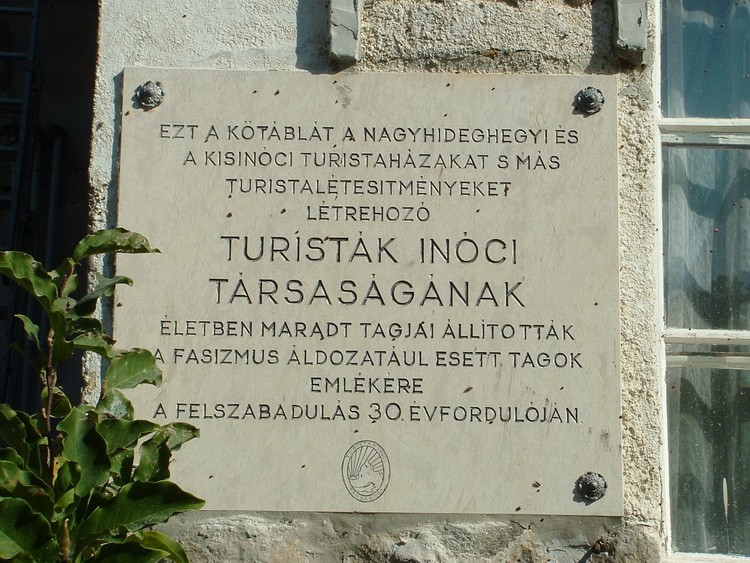 EZT A KŐTÁBLÁT A NAGYHIDEGHEGYI ÉS
A KISINÓCI TURISTAHÁZAKAT S MÁS
TURISTALÉTESITMÉNYEKET
LÉTREHOZÓ
TURISTÁK INÓCI
TÁRSASÁGÁNAK
ÉLETBEN MARADT TAGJAI ÁLLÍTOTTÁK
A FASIZMUS ÁLDOZATÁUL ESETT TAGOK
EMLÉKÉRE
A FELSZABADULÁS 30. ÉVFORDULÓJÁN.